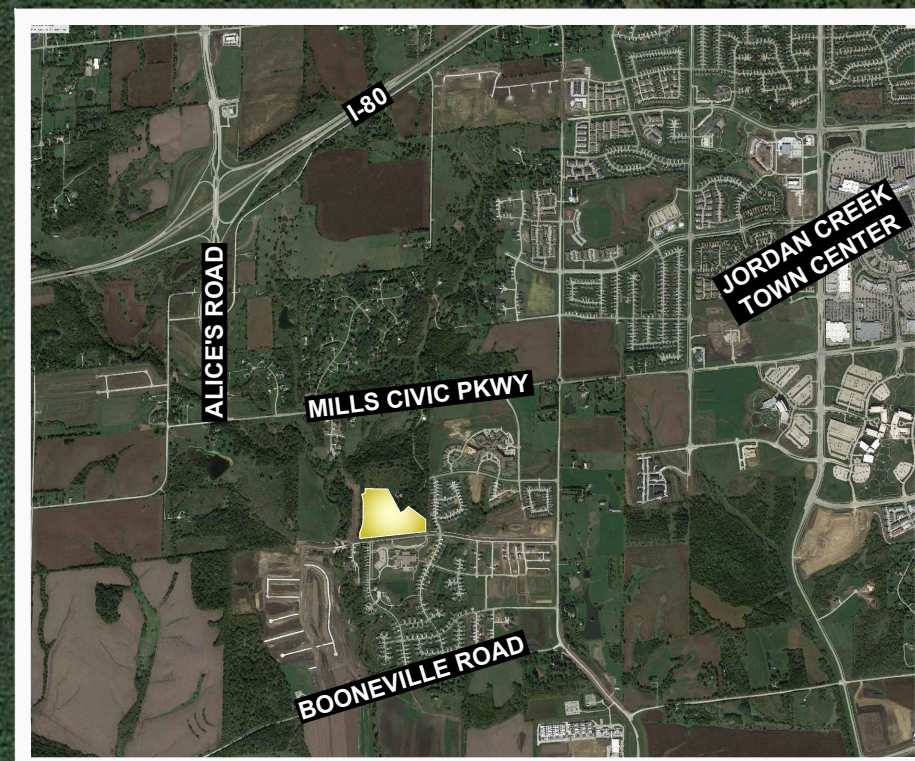 I-80
JORDAN CREEK
TOWN CENTER
ALICE'S ROAD
MILLS CIVIC PKWY
BOONEVILLE ROAD